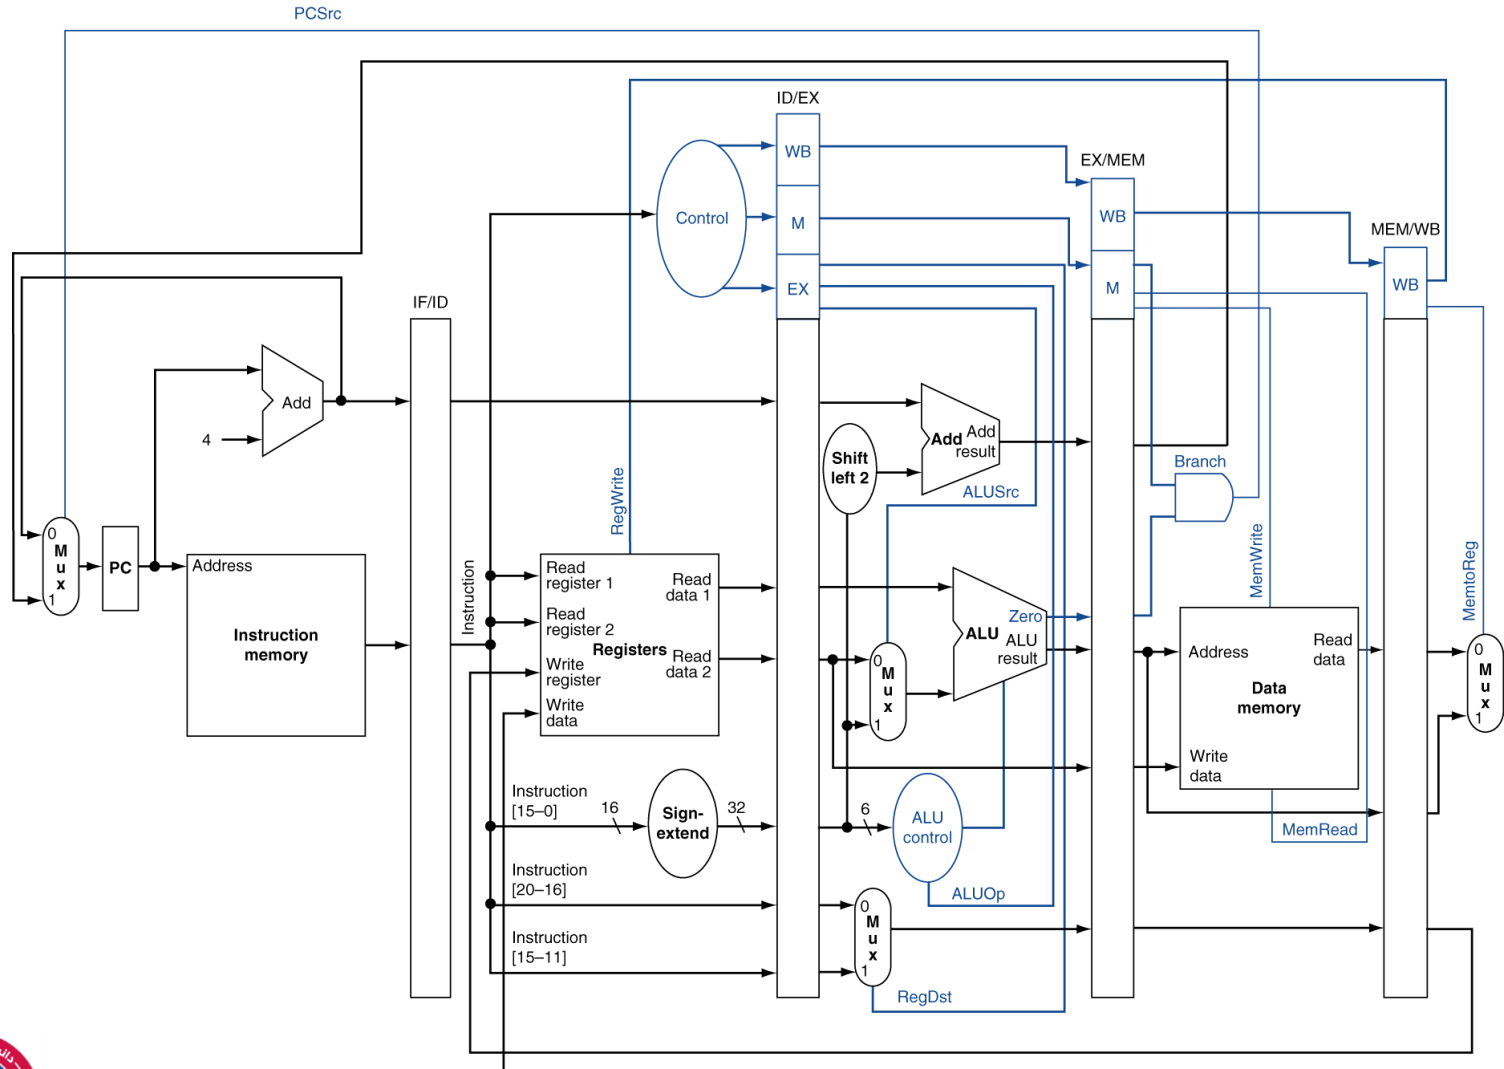 PCSrc
ID/EX
WB
EX/MEM
Control
M
WB
MEM/WB
EX
M
WB
IF/ID
Add
4
Add
Add
result
Shift
left 2
Branch
ALUSrc
RegWrite
MemWrite
MemtoReg
0
M
u
x
1
PC
Address
Instruction
memory
Instruction
Read
register 1
Read
data 1
Read
register 2
Registers
Read
data 2
Write
register
Write
data
Zero
ALU
ALU
result
0
M
u
x
1
Address
Read
data
Data
memory
Write
data
0
M
u
x
1
Instruction
[15–0]
16
Sign-
extend
32
6
ALU
control
MemRead
Instruction
[20–16]
ALUOp
0
M
u
x
1
Instruction
[15–11]
RegDst